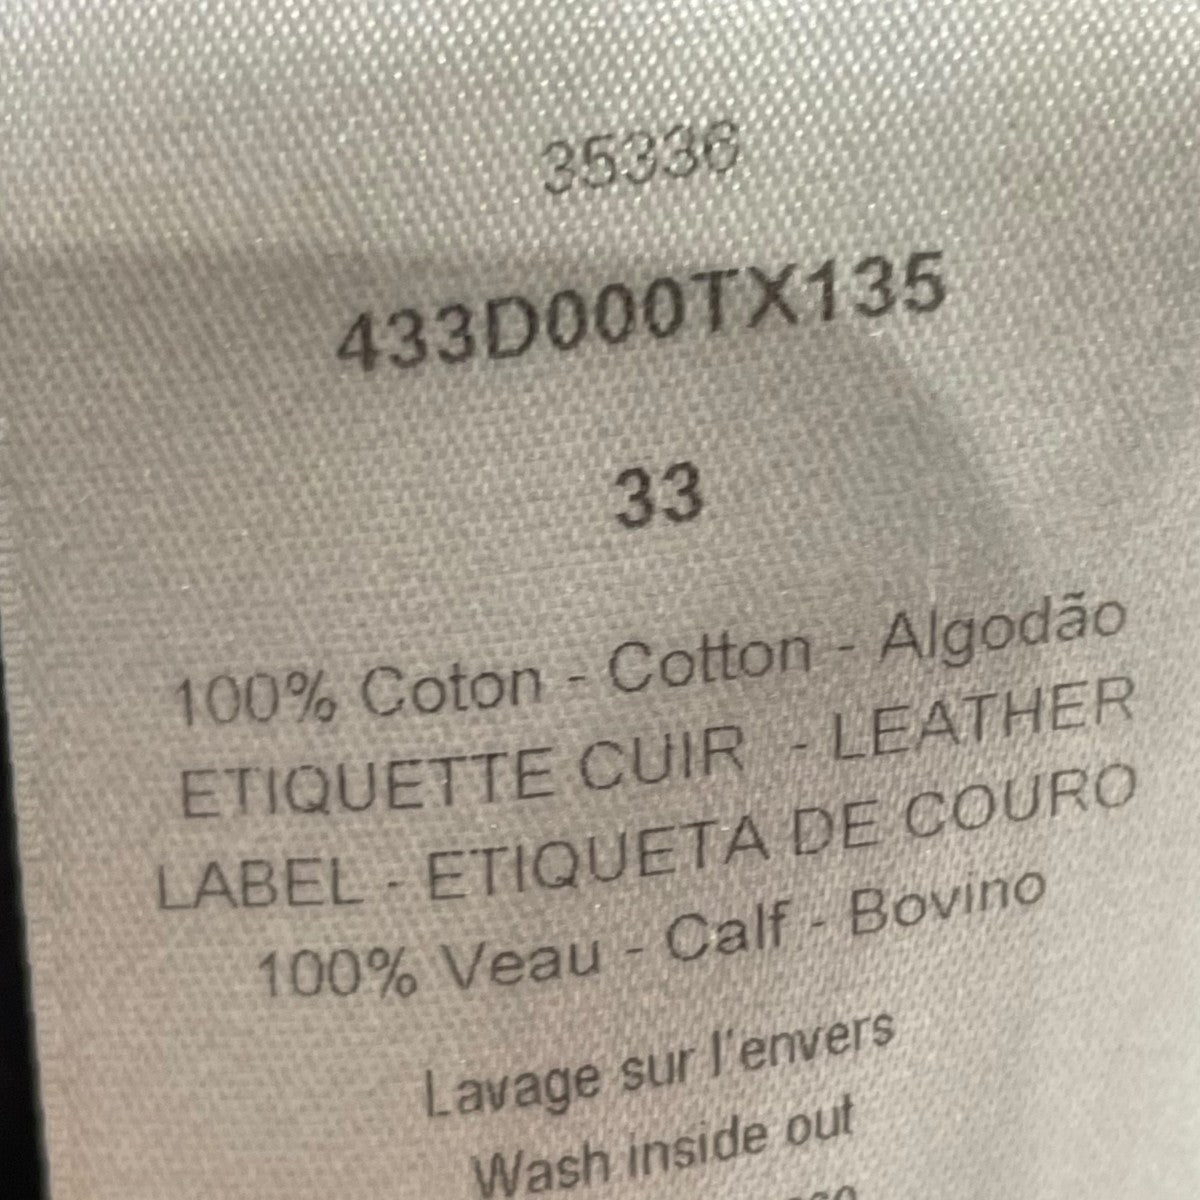 35336
433D000TX135
33
100% Coton - Cotton - Algodão
ETIQUETTE CUIR - LEATHER
LABEL - ETIQUETA DE COURO
100% Veau - Calf - Bovino
Lavage sur l'envers
Wash inside out